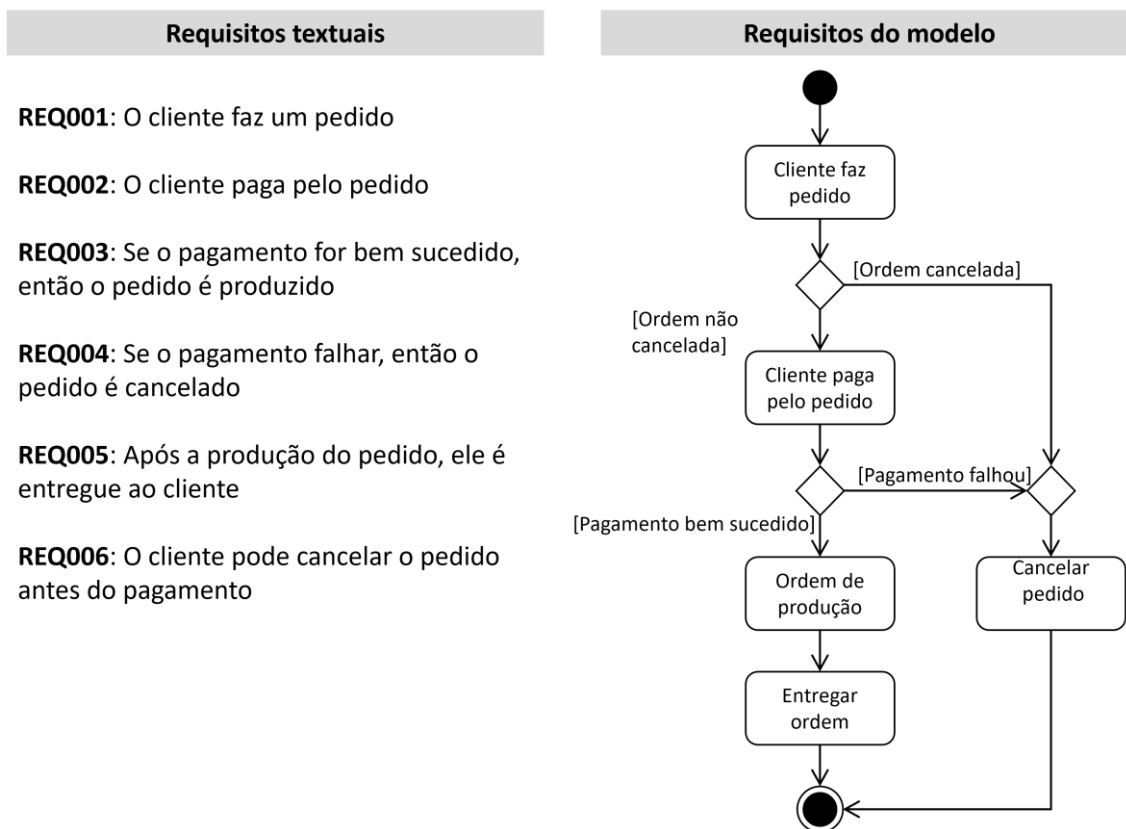 Requisitos textuais
REQ001: O cliente faz um pedido
REQ002: O cliente paga pelo pedido
REQ003: Se o pagamento for bem sucedido,
então o pedido é produzido
REQ004: Se o pagamento falhar, então o
pedido é cancelado
REQ005: Após a produção do pedido, ele é
entregue ao cliente
REQ006: O cliente pode cancelar o pedido
antes do pagamento
Requisitos do modelo
Cliente faz
pedido
[Ordem cancelada]
[Ordem não
cancelada]
Cliente paga
pelo pedido
[Pagamento falhou]
[Pagamento bem sucedido]
Ordem de
produção
Cancelar
pedido
Entregar
ordem